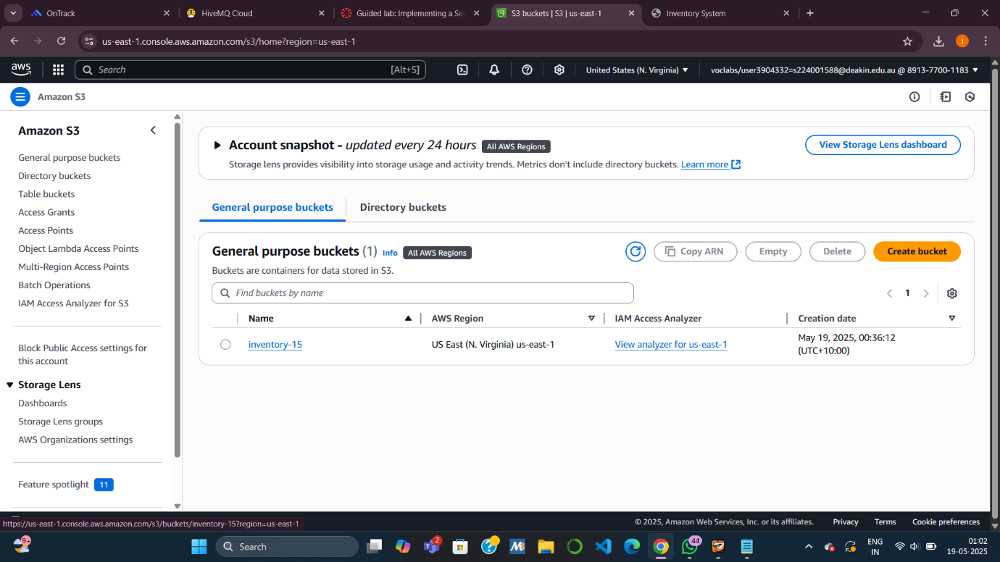 OnTrack
HiveMQ Cloud
Guided lab: Implementing a Se
S3 buckets | S3 | us-east-1
Inventory System
us-east-1.console.aws.amazon.com/s3/home?region=us-east-1
j
aws
Search
[Alt+S]
United States (N. Virginia)
voclabs/user3904332=s224001588@deakin.edu.au @ 8913-7700-1183
Amazon S3
Amazon S3
General purpose buckets
Directory buckets
Table buckets
Access Grants
Access Points
Object Lambda Access Points
Multi-Region Access Points
Batch Operations
IAM Access Analyzer for S3
Block Public Access settings for
this account
Storage Lens
Dashboards
Storage Lens groups
AWS Organizations settings
Feature spotlight 11
Account snapshot - updated every 24 hours All AWS Regions
View Storage Lens dashboard
Storage lens provides visibility into storage usage and activity trends. Metrics don't include directory buckets. Learn more
General purpose buckets
Directory buckets
General purpose buckets (1) Info All AWS Regions
Copy ARN
Empty
Delete
Create bucket
Buckets are containers for data stored in S3.
Find buckets by name
1
Name
AWS Region
IAM Access Analyzer
Creation date
inventory-15
US East (N. Virginia) us-east-1
View analyzer for us-east-1
May 19, 2025, 00:36:12
(UTC+10:00)
https://us-east-1.console.aws.amazon.com/s3/buckets/inventory-15?region=us-east-1
© 2025, Amazon Web Services, Inc. or its affiliates.
Privacy
Terms
Cookie preferences
9+
Search
2
44
ENG
IN
01:02
19-05-2025